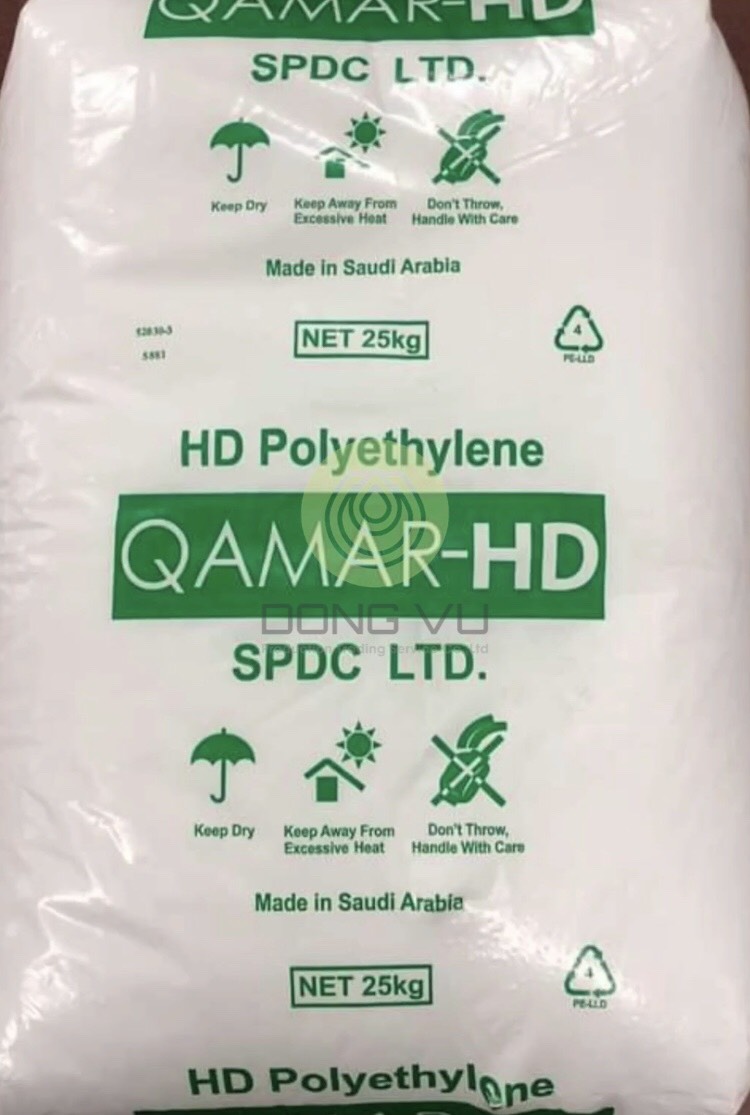 QAMAR-HD
SPDC LTD.
Keep Dry
Keep Away From
Excessive Heat
Don't Throw,
Handle With Care
Made in Saudi Arabia
NET 25kg
4
PE-LLD
HD Polyethylene
QAMAR-HD
DONG VU
SPDC LTD.
Keep Dry
Keep Away From
Excessive Heat
Don't Throw,
Handle With Care
Made in Saudi Arabia
NET 25kg
4
PE-LLD
HD Polyethylene